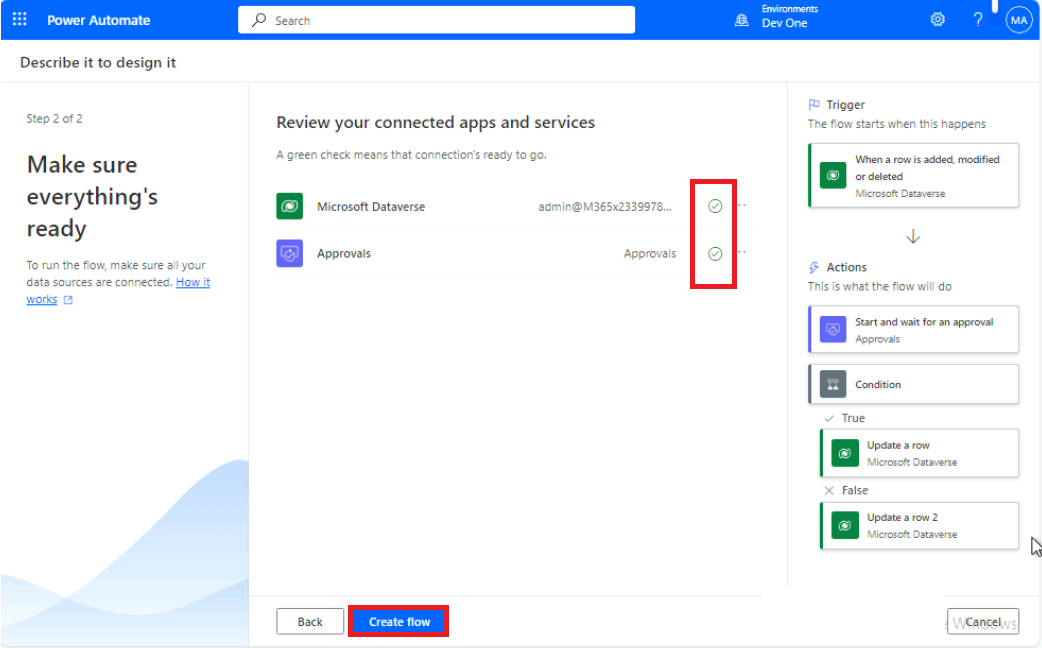 Power Automate
Search
Environments
Dev One
?
MA
Describe it to design it
Step 2 of 2
Make sure
everything's
ready
To run the flow, make sure all your
data sources are connected. How it
works
Review your connected apps and services
A green check means that connection's ready to go.
Microsoft Dataverse
admin@M365x2339978...
Approvals
Approvals
Trigger
The flow starts when this happens
When a row is added, modified
or deleted
Microsoft Dataverse
Actions
This is what the flow will do
Start and wait for an approval
Approvals
Condition
True
Update a row
Microsoft Dataverse
False
Update a row 2
Microsoft Dataverse
Back
Create flow
Cancel
Windows